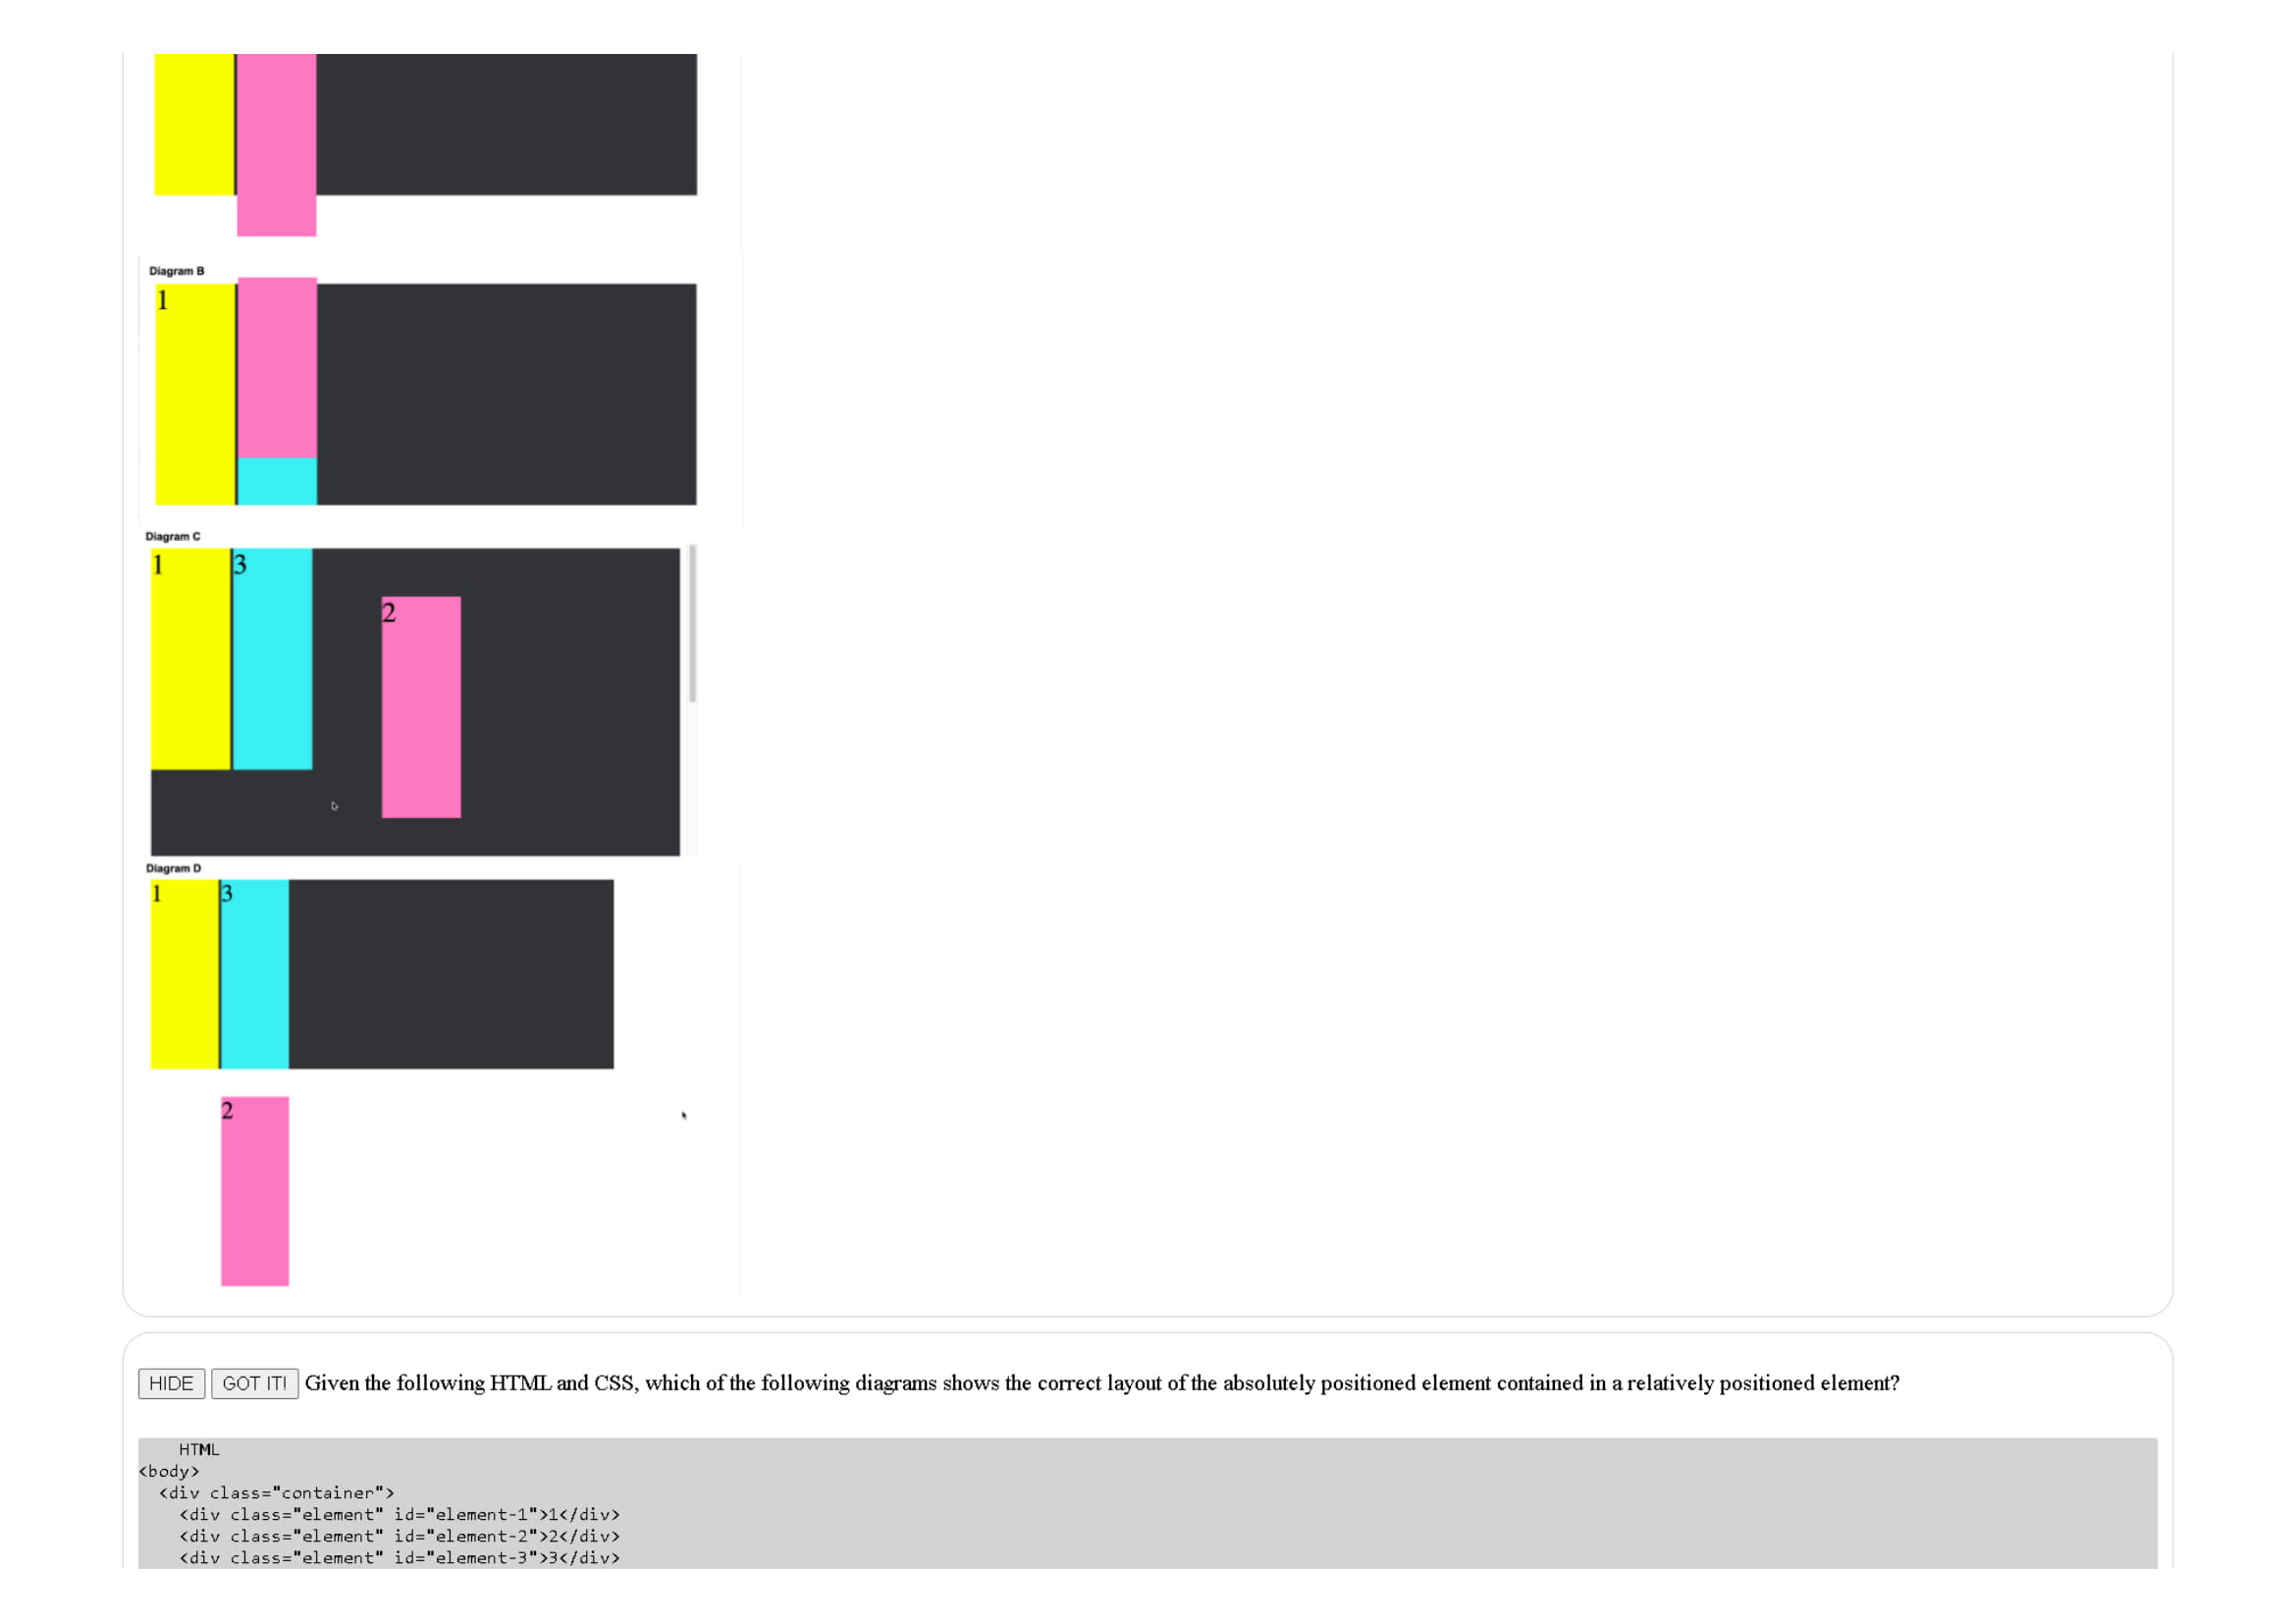 Diagram B
1
Diagram C
1 3
2
Diagram D
1 3
2
HIDE GOT IT! Given the following HTML and CSS, which of the following diagrams shows the correct layout of the absolutely positioned element contained in a relatively positioned element?
HTML
<body>
<div class="container">
<div class="element" id="element-1">1</div>
<div class="element" id="element-2">2</div>
<div class="element" id="element-3">3</div>